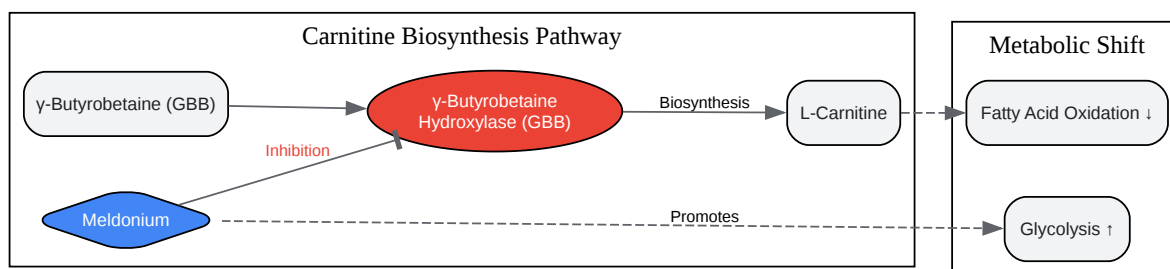 Carnitine Biosynthesis Pathway
Metabolic Shift
γ-Butyrobetaine (GBB)
γ-Butyrobetaine
Hydroxylase (GBB)
Biosynthesis
L-Carnitine
Fatty Acid Oxidation ↓
Inhibition
Meldonium
Promotes
Glycolysis ↑